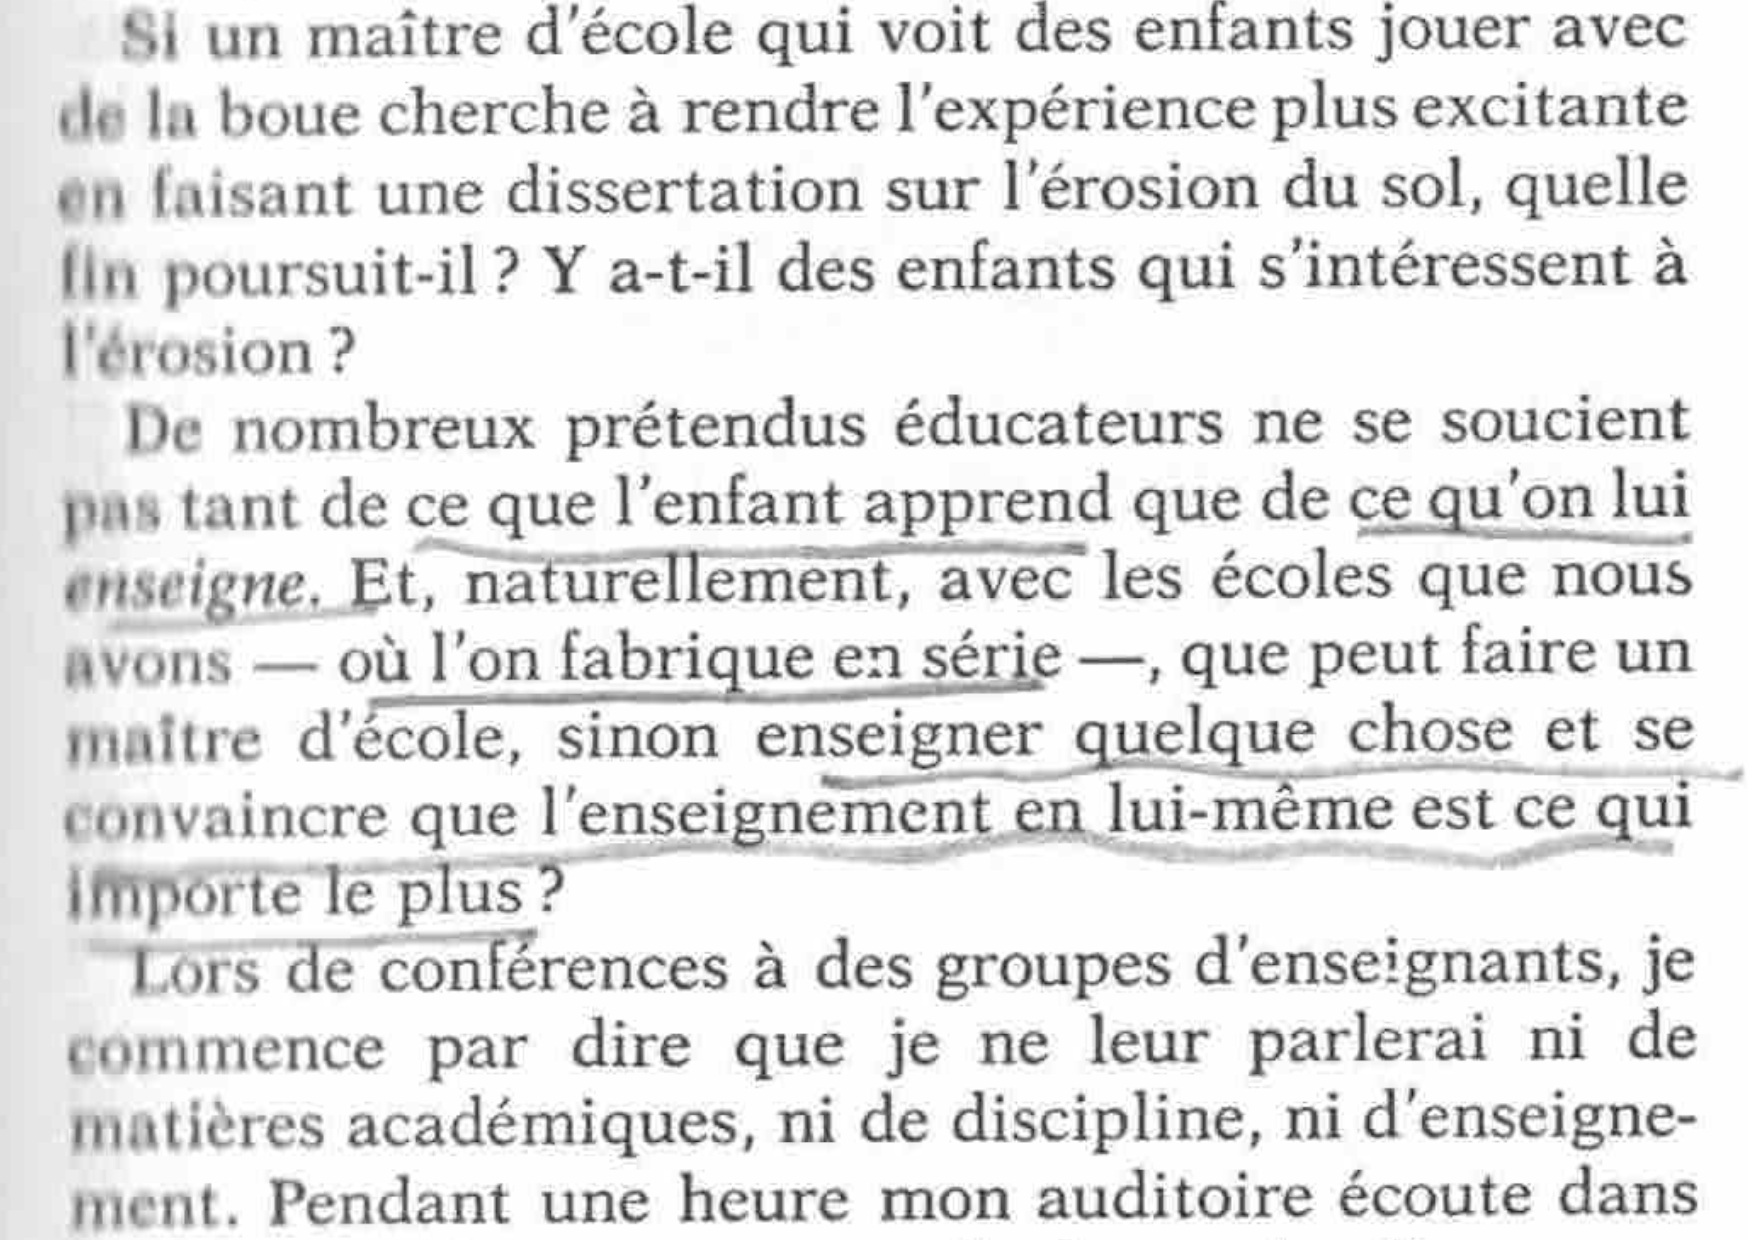 Si un maître d'école qui voit des enfants jouer avec
de la boue cherche à rendre l'expérience plus excitante
en faisant une dissertation sur l'érosion du sol, quelle
fin poursuit-il ? Y a-t-il des enfants qui s'intéressent à
l'érosion ?
De nombreux prétendus éducateurs ne se soucient
pas tant de ce que l'enfant apprend que de ce qu'on lui
enseigne. Et, naturellement, avec les écoles que nous
avons — où l'on fabrique en série —, que peut faire un
maître d'école, sinon enseigner quelque chose et se
convaincre que l'enseignement en lui-même est ce qui
importe le plus ?
Lors de conférences à des groupes d'enseignants, je
commence par dire que je ne leur parlerai ni de
matières académiques, ni de discipline, ni d'enseigne-
ment. Pendant une heure mon auditoire écoute dans